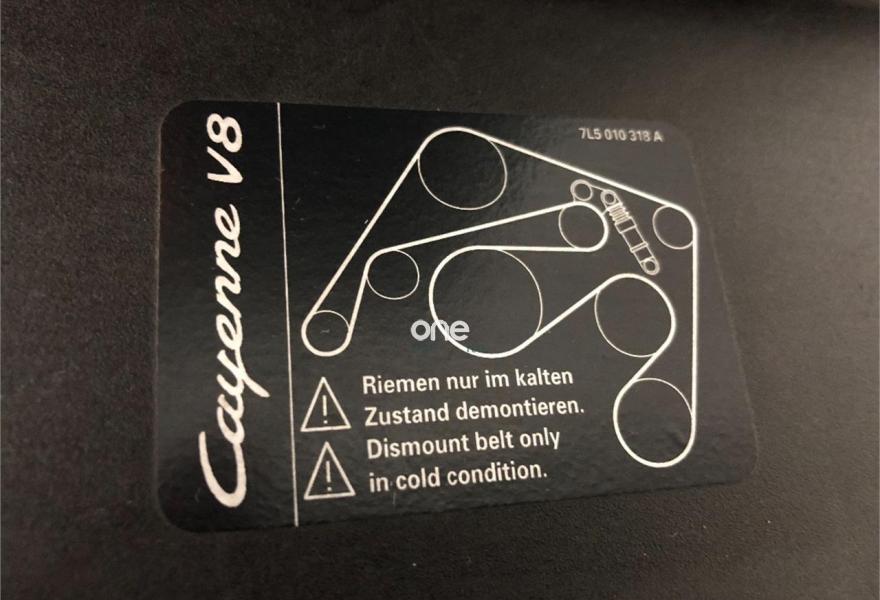 Cayenne V8
7L5 010 318 A
one
Riemen nur im kalten
Zustand demontieren.
Dismount belt only
in cold condition.